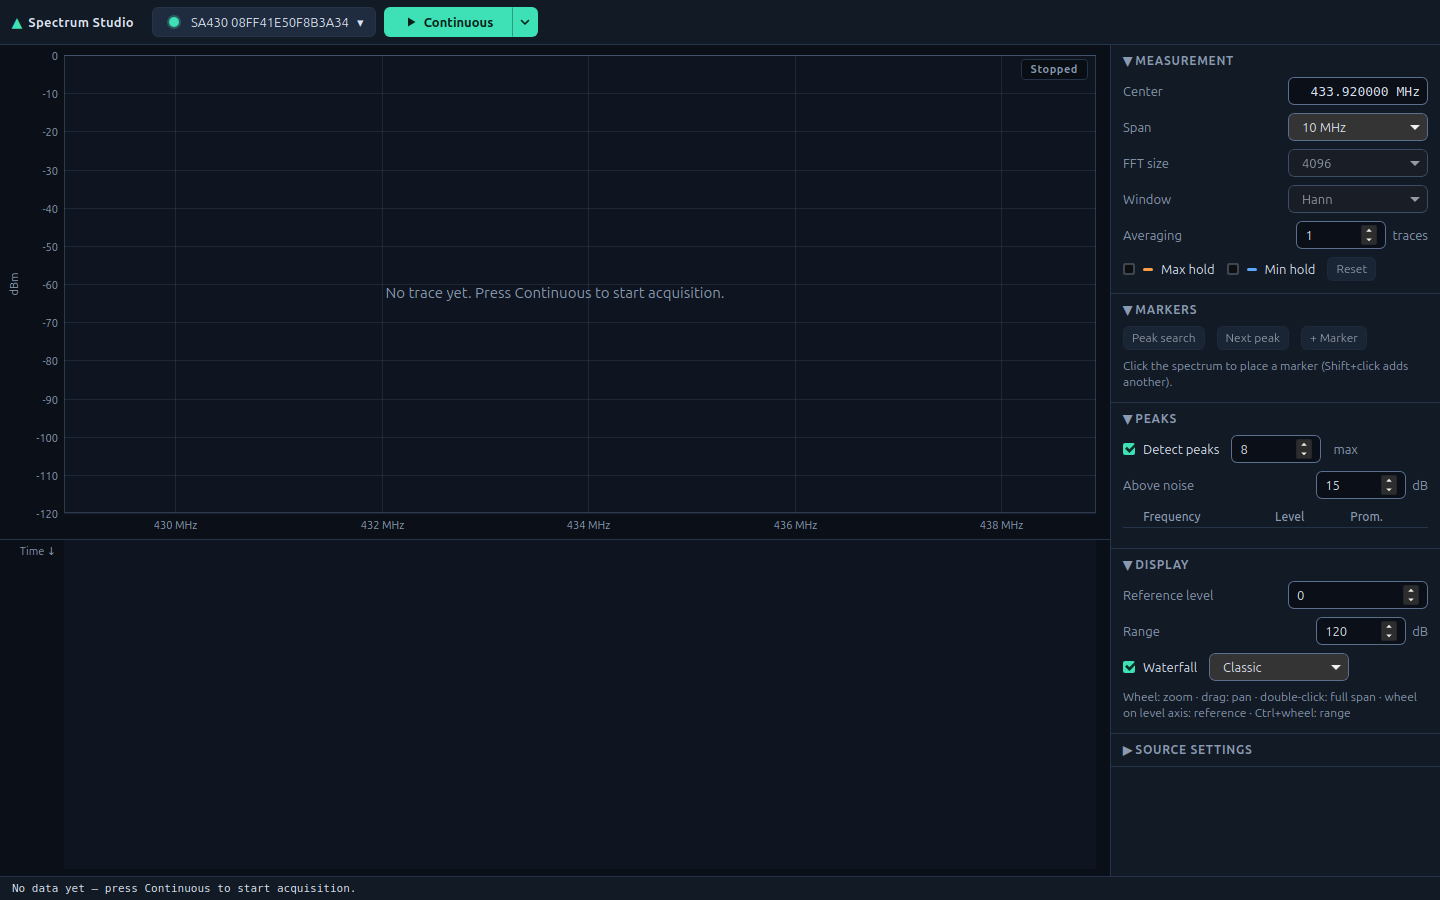 Spectrum Studio
SA430 08FF41E50F8B3A34
Continuous
0
-10
-20
-30
-40
-50
-60
-70
-80
-90
-100
-110
-120
dBm
Stopped
No trace yet. Press Continuous to start acquisition.
430 MHz
432 MHz
434 MHz
436 MHz
438 MHz
Time ↓
MEASUREMENT
Center 433.920000 MHz
Span 10 MHz
FFT size 4096
Window Hann
Averaging 1 traces
Max hold Min hold Reset
MARKERS
Peak search Next peak + Marker
Click the spectrum to place a marker (Shift+click adds
another).
PEAKS
Detect peaks 8 max
Above noise 15 dB
Frequency Level Prom.
DISPLAY
Reference level 0
Range 120 dB
Waterfall Classic
Wheel: zoom · drag: pan · double-click: full span · wheel
on level axis: reference · Ctrl+wheel: range
SOURCE SETTINGS
No data yet — press Continuous to start acquisition.